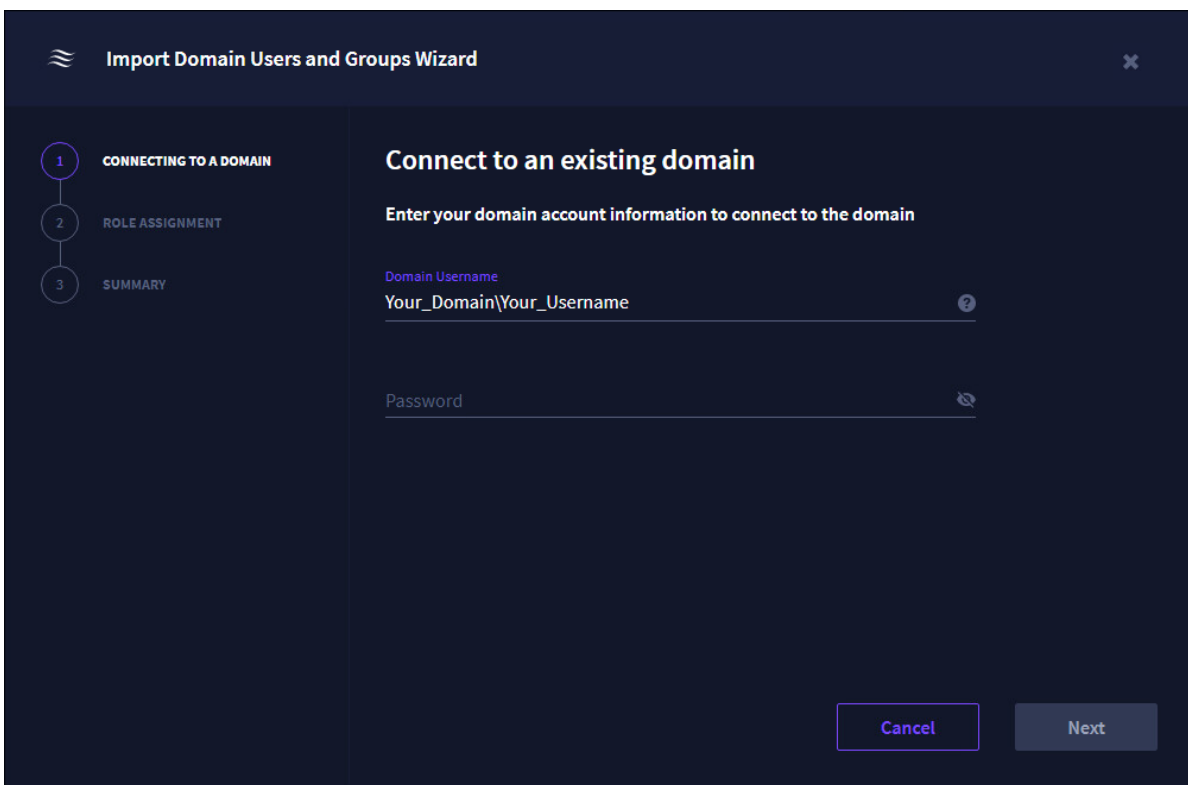 Import Domain Users and Groups Wizard
1 CONNECTING TO A DOMAIN
2 ROLE ASSIGNMENT
3 SUMMARY
Connect to an existing domain
Enter your domain account information to connect to the domain
Domain Username
Your_Domain\Your_Username
Password
Cancel Next